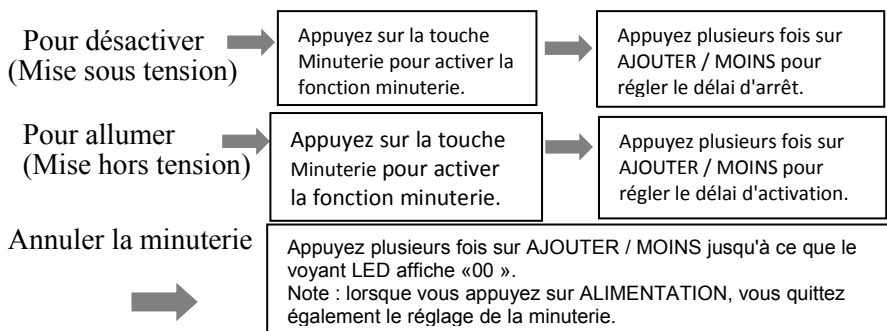 Pour désactiver
(Mise sous tension)
Appuyez sur la touche
Minuterie pour activer la
fonction minuterie.
Appuyez plusieurs fois sur
AJOUTER / MOINS pour
régler le délai d'arrêt.
Pour allumer
(Mise hors tension)
Appuyez sur la touche
Minuterie pour activer
la fonction minuterie.
Appuyez plusieurs fois sur
AJOUTER / MOINS pour
régler le délai d'activation.
Annuler la minuterie
Appuyez plusieurs fois sur AJOUTER / MOINS jusqu'à ce que le
voyant LED affiche «00 ».
Note : lorsque vous appuyez sur ALIMENTATION, vous quittez
également le réglage de la minuterie.